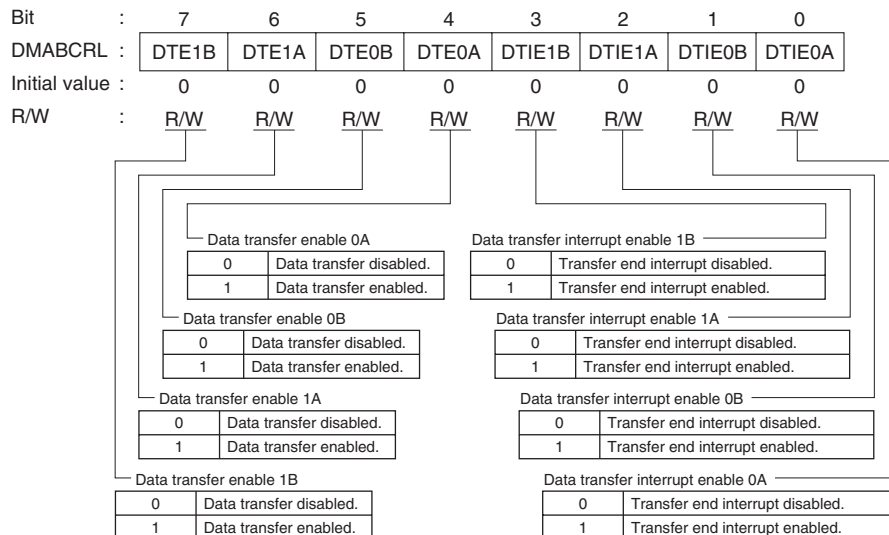 Bit : 7 6 5 4 3 2 1 0
DMABCRL : DTE1B DTE1A DTE0B DTE0A DTIE1B DTIE1A DTIE0B DTIE0A
Initial value : 0 0 0 0 0 0 0 0
R/W : R/W R/W R/W R/W R/W R/W R/W R/W
Data transfer enable 0A
0 Data transfer disabled.
1 Data transfer enabled.
Data transfer interrupt enable 1B
0 Transfer end interrupt disabled.
1 Transfer end interrupt enabled.
Data transfer enable 0B
0 Data transfer disabled.
1 Data transfer enabled.
Data transfer interrupt enable 1A
0 Transfer end interrupt disabled.
1 Transfer end interrupt enabled.
Data transfer enable 1A
0 Data transfer disabled.
1 Data transfer enabled.
Data transfer interrupt enable 0B
0 Transfer end interrupt disabled.
1 Transfer end interrupt enabled.
Data transfer enable 1B
0 Data transfer disabled.
1 Data transfer enabled.
Data transfer interrupt enable 0A
0 Transfer end interrupt disabled.
1 Transfer end interrupt enabled.